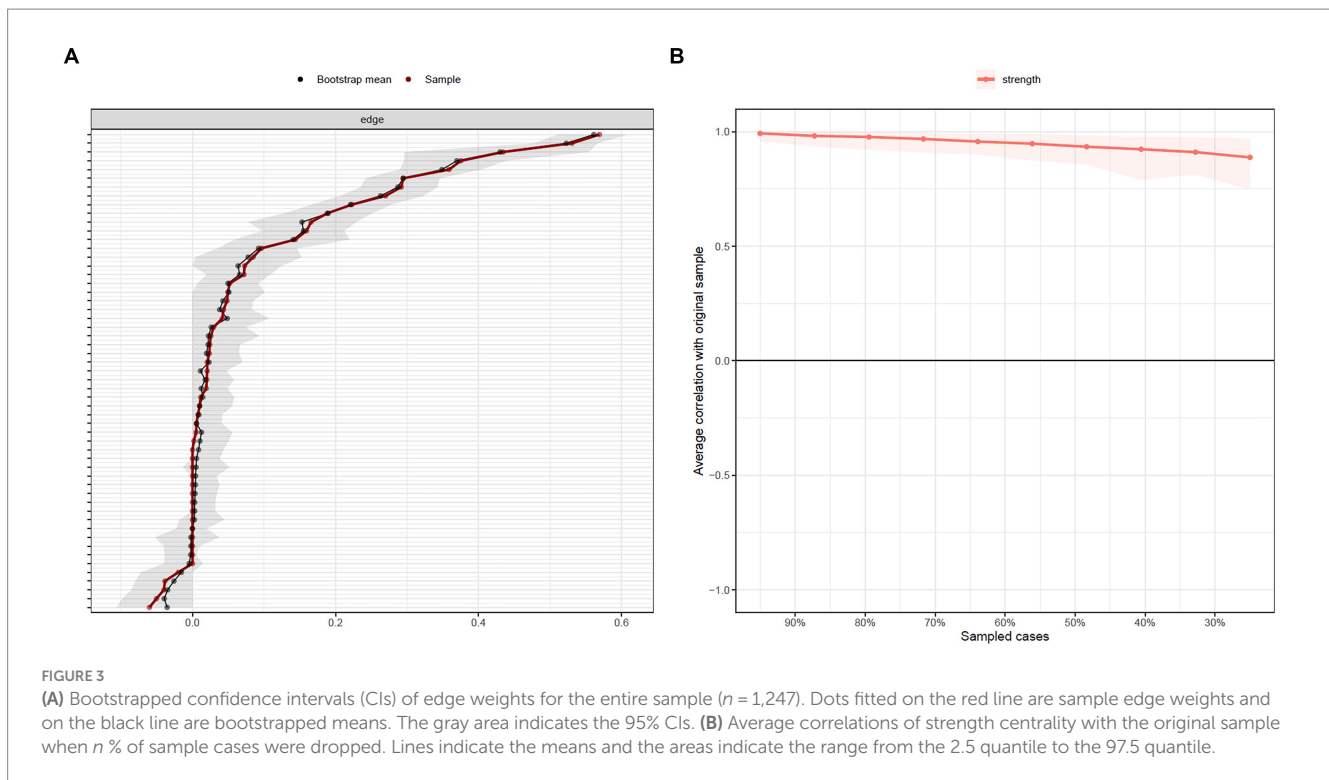 A
Bootstrap mean Sample
edge
0.0 0.2 0.4 0.6
B
strength
Average correlation with original sample
1.0
0.5
0.0
−0.5
−1.0
90% 80% 70% 60% 50% 40% 30%
Sampled cases
FIGURE 3
(A) Bootstrapped confidence intervals (CIs) of edge weights for the entire sample (n = 1,247). Dots fitted on the red line are sample edge weights and
on the black line are bootstrapped means. The gray area indicates the 95% CIs. (B) Average correlations of strength centrality with the original sample
when n % of sample cases were dropped. Lines indicate the means and the areas indicate the range from the 2.5 quantile to the 97.5 quantile.